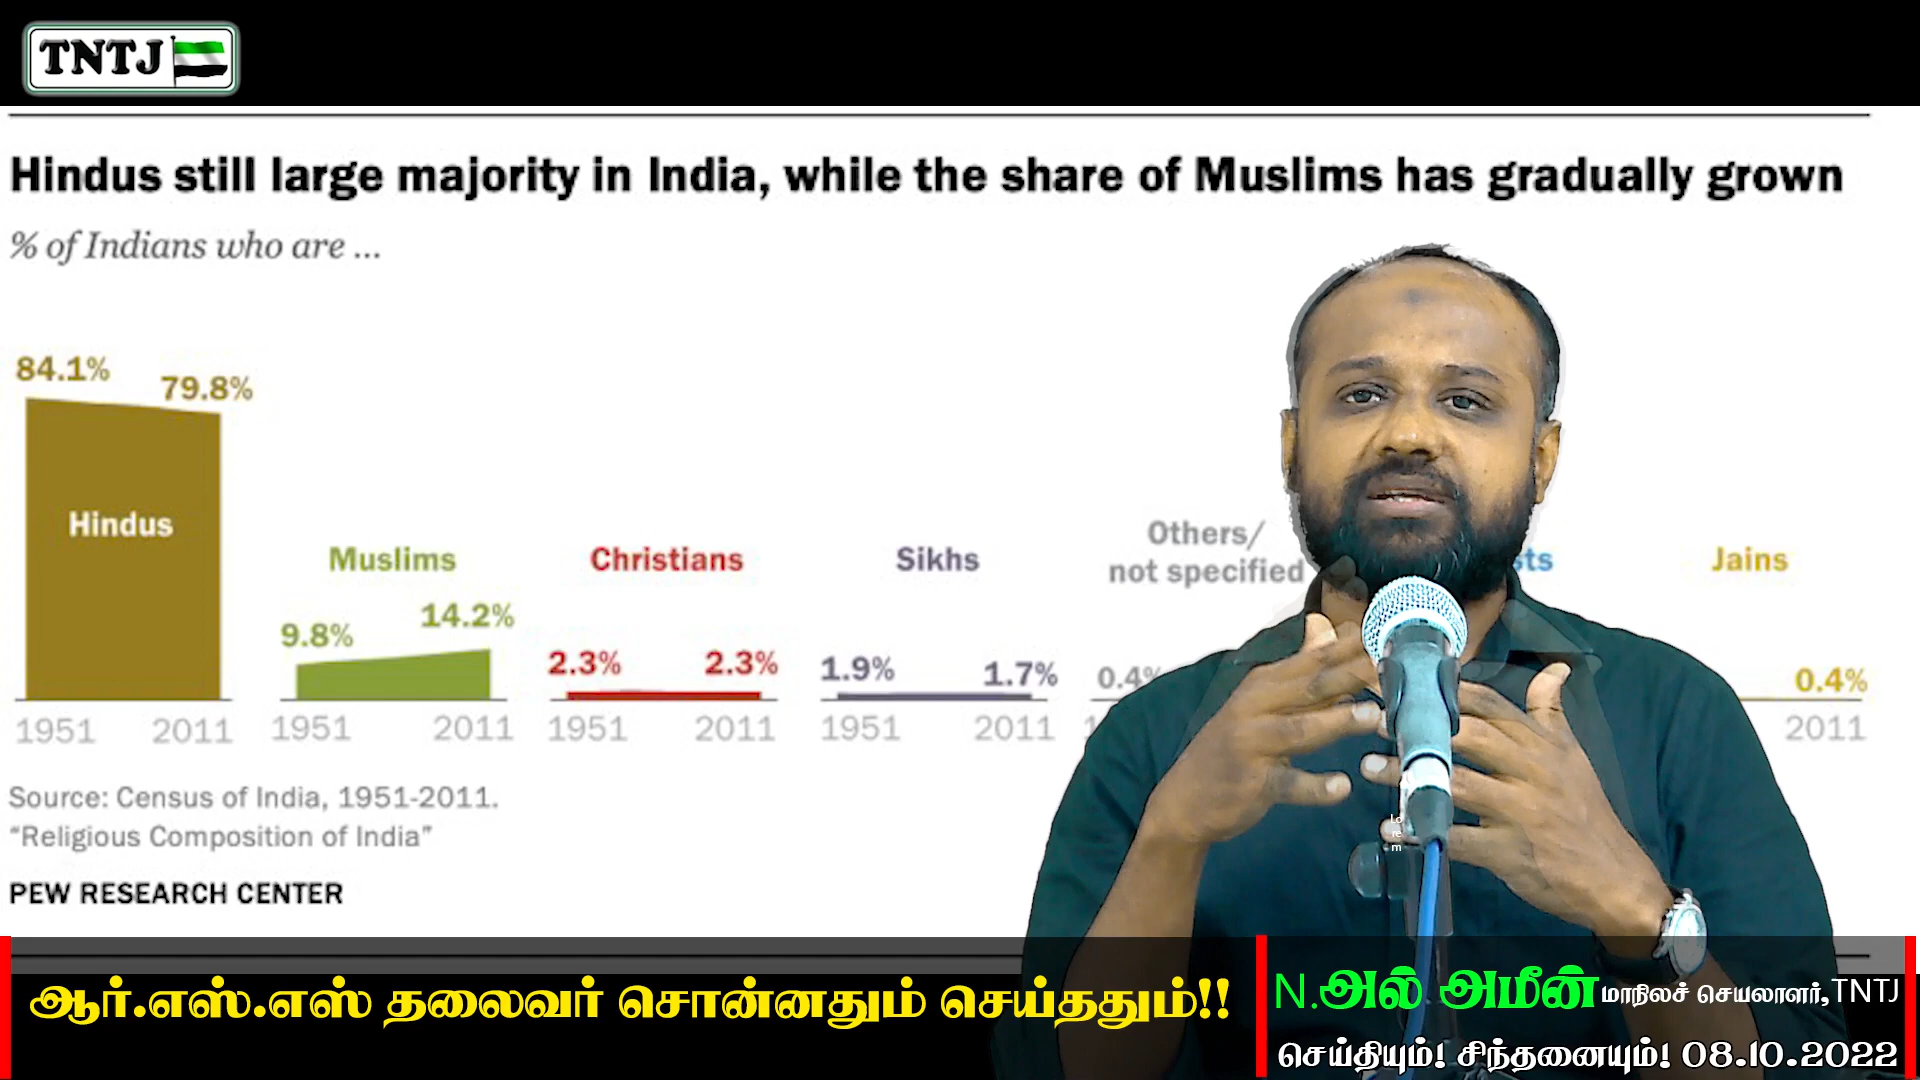 TNTJ
Hindus still large majority in India, while the share of Muslims has gradually grown
% of Indians who are ...
84.1% 79.8%
Hindus
1951 2011
Muslims
9.8% 14.2%
1951 2011
Christians
2.3% 2.3%
1951 2011
Sikhs
1.9% 1.7%
1951 2011
Others/
not specified
0.4%
Jains
0.4%
2011
Source: Census of India, 1951-2011.
“Religious Composition of India”
PEW RESEARCH CENTER
Lo
re
m
ஆர்.எஸ்.எஸ் தலைவர் சொன்னதும் செய்ததும்!!
N.அல் அமீன் மாநிலச் செயலாளர்,TNTJ
செய்தியும்! சிந்தனையும்! 08.10.2022